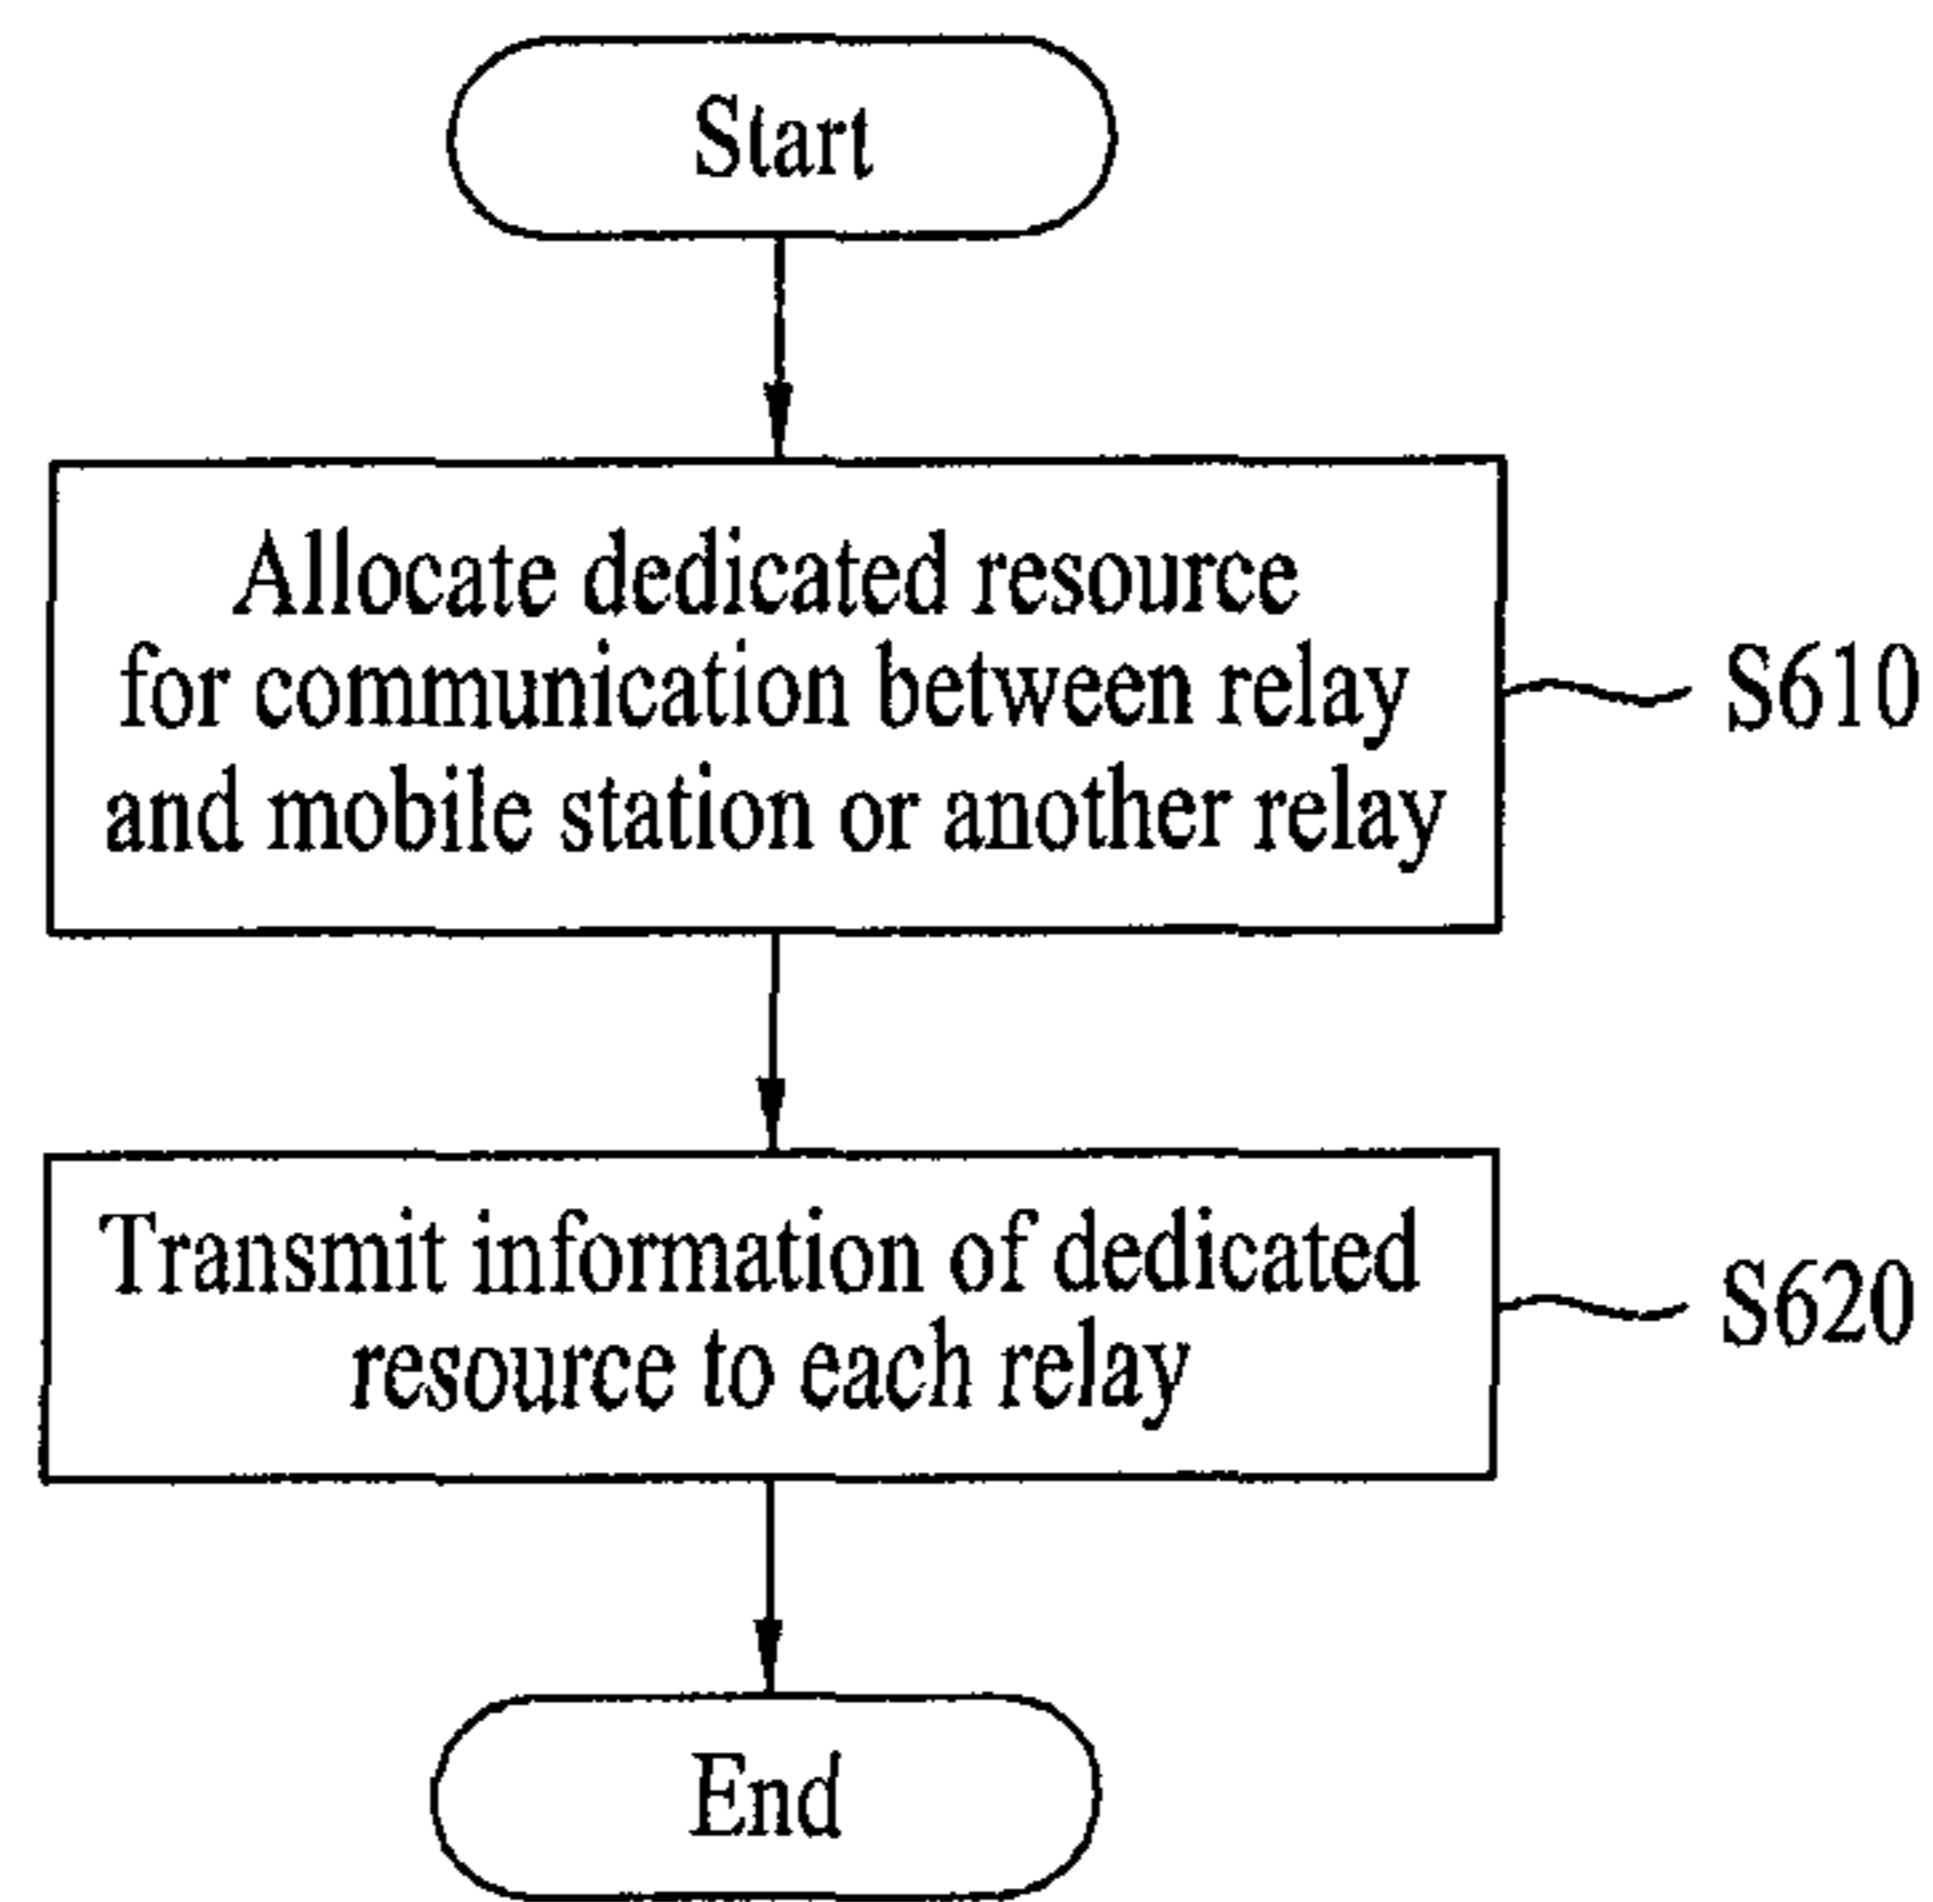 Start
Allocate dedicated resource
for communication between relay
and mobile station or another relay
S610
Transmit information of dedicated
resource to each relay
S620
End